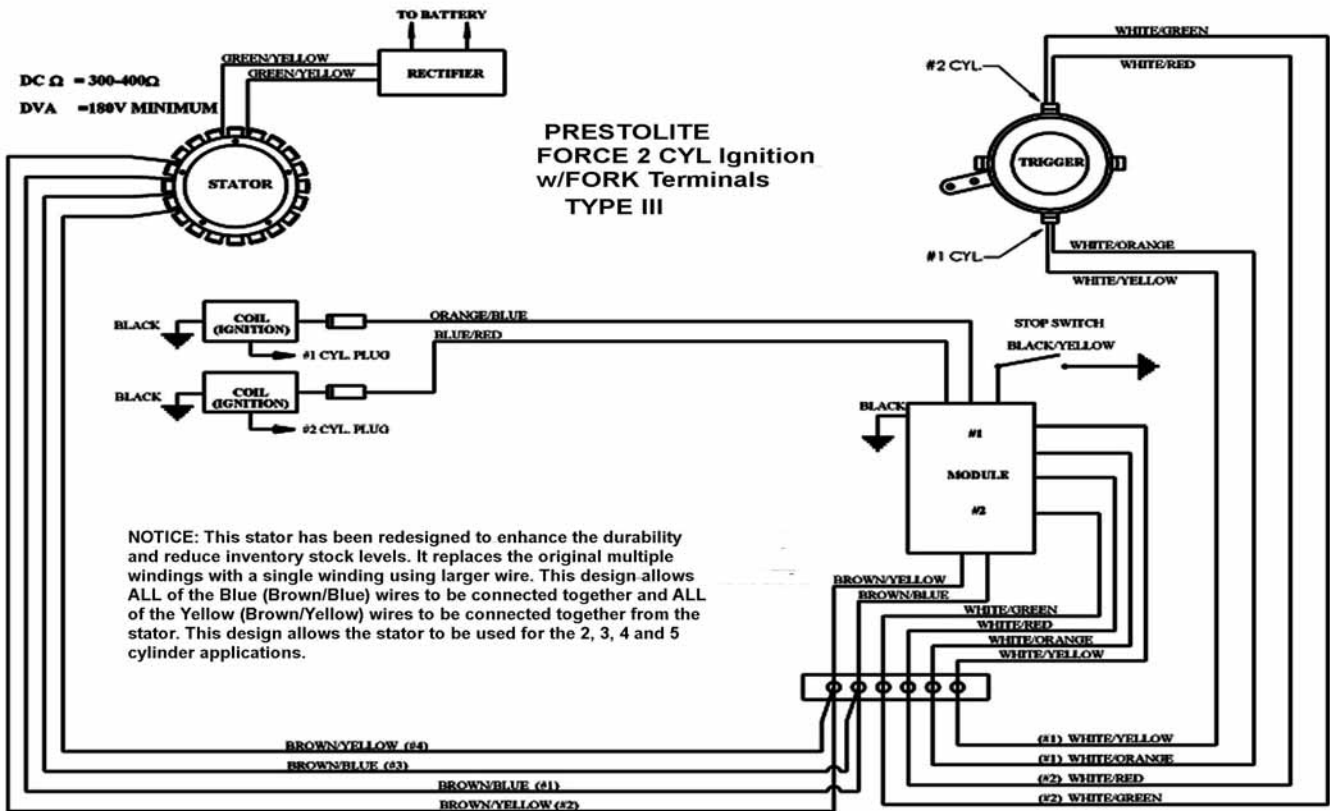 TO BATTERY
GREEN/YELLOW
GREEN/YELLOW
RECTIFIER
DC Ω = 300-400Ω
DVA =180V MINIMUM
STATOR
PRESTOLITE
FORCE 2 CYL Ignition
w/FORK Terminals
TYPE III
WHITE/GREEN
WHITE/RED
#2 CYL.
TRIGGER
#1 CYL.
WHITE/ORANGE
WHITE/YELLOW
BLACK
COIL
(IGNITION)
ORANGE/BLUE
#1 CYL. PLUG
BLUE/RED
BLACK
COIL
(IGNITION)
#2 CYL. PLUG
STOP SWITCH
BLACK/YELLOW
BLACK
#1
MODULE
#2
NOTICE: This stator has been redesigned to enhance the durability
and reduce inventory stock levels. It replaces the original multiple
windings with a single winding using larger wire. This design allows
ALL of the Blue (Brown/Blue) wires to be connected together and ALL
of the Yellow (Brown/Yellow) wires to be connected together from the
stator. This design allows the stator to be used for the 2, 3, 4 and 5
cylinder applications.
BROWN/YELLOW
BROWN/BLUE
WHITE/GREEN
WHITE/RED
WHITE/ORANGE
WHITE/YELLOW
BROWN/YELLOW (#4)
BROWN/BLUE (#3)
BROWN/BLUE (#1)
BROWN/YELLOW (#2)
(#1) WHITE/YELLOW
(#1) WHITE/ORANGE
(#2) WHITE/RED
(#2) WHITE/GREEN